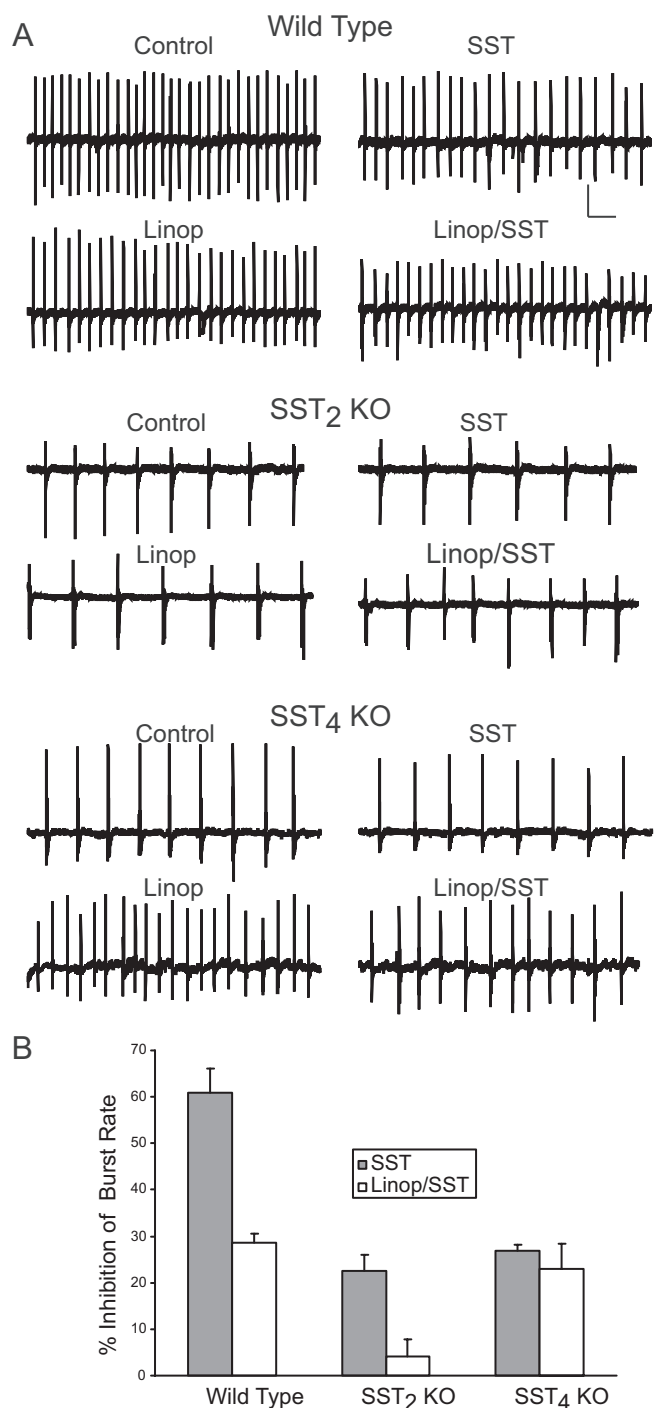 A
Wild Type
Control SST
Linop Linop/SST
SST2 KO
Control SST
Linop Linop/SST
SST4 KO
Control SST
Linop Linop/SST
B
% Inhibition of Burst Rate
70
60
50
40
30
20
10
0
SST
Linop/SST
Wild Type SST2 KO SST4 KO